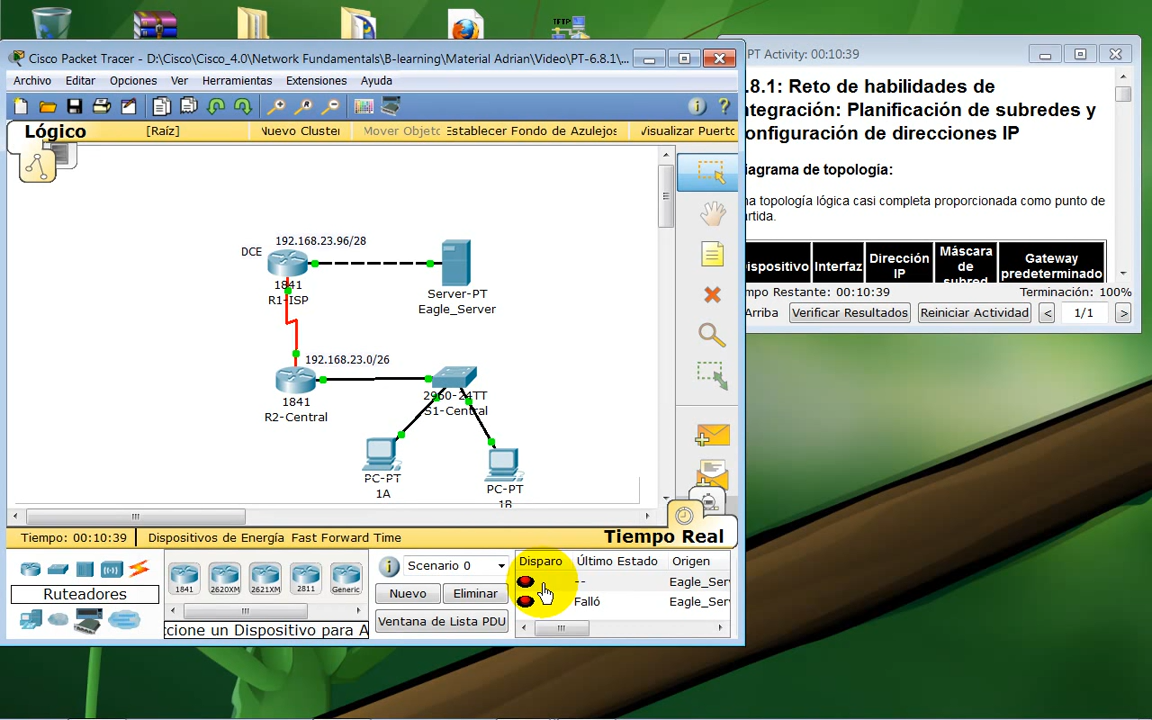 TFTP
Cisco Packet Tracer - D:\Cisco\Cisco_4.0\Network Fundamentals\B-learning\Material Adrian\Video\PT-6.8.1\...
PT Activity: 00:10:39
Archivo Editar Opciones Ver Herramientas Extensiones Ayuda
Lógico [Raíz] Nuevo Cluster Mover Objeto Establecer Fondo de Azulejos Visualizar Puerto
.8.1: Reto de habilidades de
ntegración: Planificación de subredes y
onfiguración de direcciones IP
iagrama de topología:
na topología lógica casi completa proporcionada como punto de
rtida.
ispositivo Interfaz Dirección IP Máscara de subred Gateway predeterminado
mpo Restante: 00:10:39 Terminación: 100%
Arriba Verificar Resultados Reiniciar Actividad < 1/1 >
192.168.23.96/28
DCE
1841
R1-ISP
Server-PT
Eagle_Server
192.168.23.0/26
1841
R2-Central
2960-24TT
S1-Central
PC-PT
1A
PC-PT
1B
Tiempo: 00:10:39 Dispositivos de Energía Fast Forward Time Tiempo Real
Ruteadores
1841 2620XM 2621XM 2811 Generic
ccione un Dispositivo para A
Scenario 0
Nuevo Eliminar
Ventana de Lista PDU
Disparo Último Estado Origen
-- Eagle_Ser
Falló Eagle_Ser